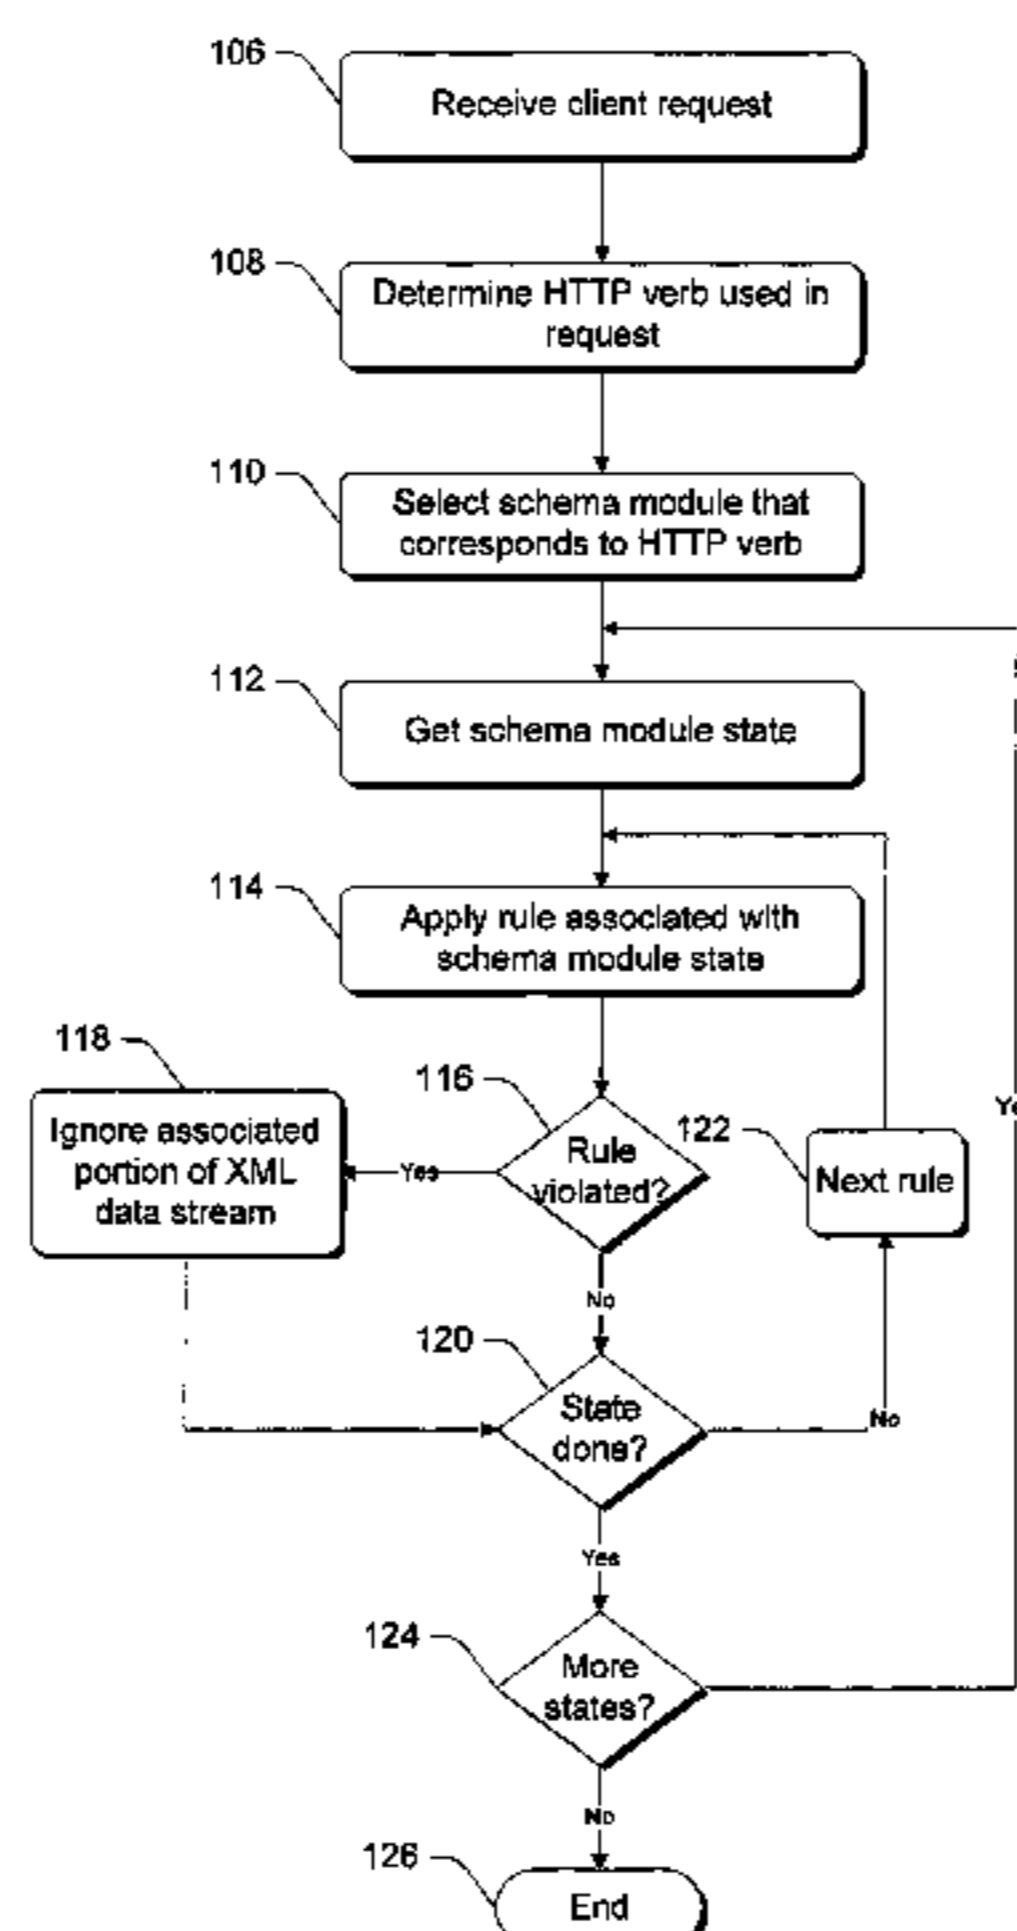 106
Receive client request
108
Determine HTTP verb used in
request
110
Select schema module that
corresponds to HTTP verb
112
Get schema module state
114
Apply rule associated with
schema module state
118
Ignore associated
portion of XML
data stream
Yes
116
Rule
violated?
122
Next rule
No
120
State
done?
No
Yes
124
More
states?
No
126
End